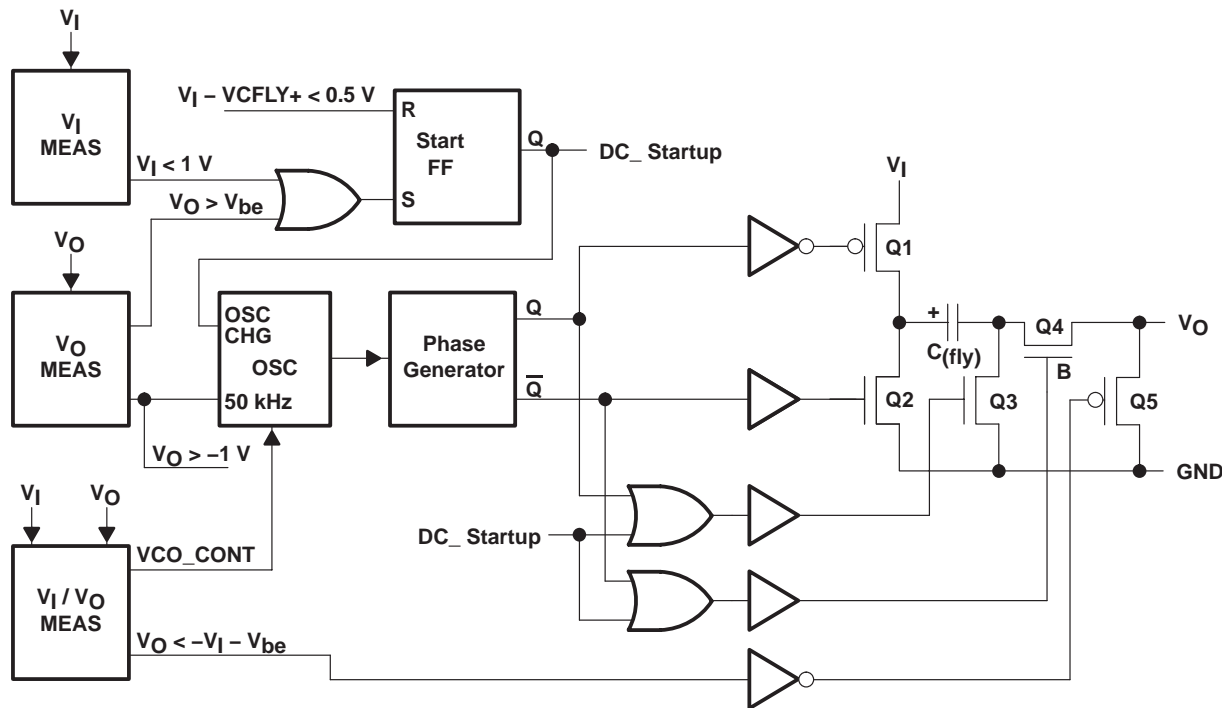 VI
VI
MEAS
VI – VCFLY+ < 0.5 V
R
Start
FF
Q
S
DC_ Startup
VI < 1 V
VO > Vbe
VO
VO
MEAS
OSC
CHG
OSC
50 kHz
Phase
Generator
Q
Q̅
VO > –1 V
VI
VO
VI / VO
MEAS
VCO_CONT
VO < –VI – Vbe
DC_ Startup
VI
Q1
+
C(fly)
Q4
B
VO
Q2
Q3
Q5
GND